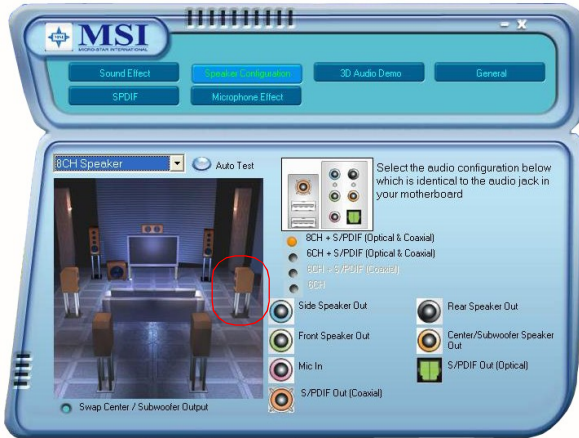 MSI
MICRO-STAR INTERNATIONAL
Sound Effect
Speaker Configuration
3D Audio Demo
General
SPDIF
Microphone Effect
8CH Speaker
Auto Test
Select the audio configuration below
which is identical to the audio jack in
your motherboard
8CH + S/PDIF (Optical & Coaxial)
6CH + S/PDIF (Optical & Coaxial)
6CH + S/PDIF (Coaxial)
6CH
Side Speaker Out
Rear Speaker Out
Front Speaker Out
Center/Subwoofer Speaker
Out
Mic In
S/PDIF Out (Optical)
S/PDIF Out (Coaxial)
Swap Center / Subwoofer Output